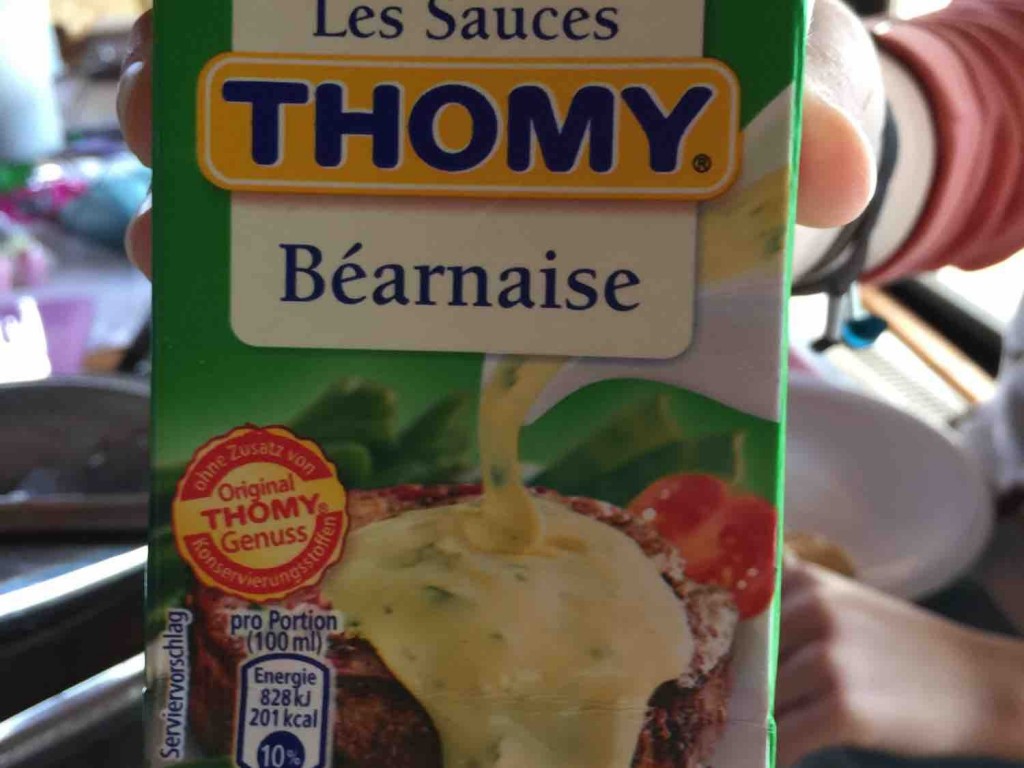 Les Sauces
THOMY®
Béarnaise
ohne Zusatz von
Original
THOMY®
Genuss
Konservierungsstoffen
pro Portion
(100 ml)
Energie
828 kJ
201 kcal
10%
Serviervorschlag